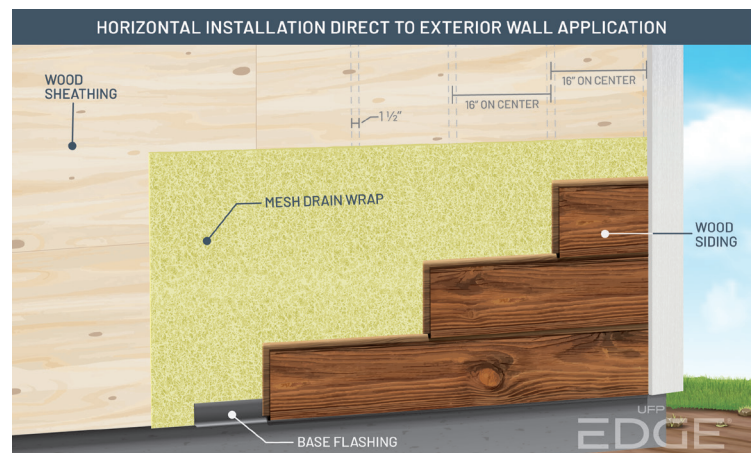 HORIZONTAL INSTALLATION DIRECT TO EXTERIOR WALL APPLICATION
WOOD
SHEATHING
16" ON CENTER
16" ON CENTER
1 ½"
MESH DRAIN WRAP
WOOD
SIDING
BASE FLASHING
UFP
EDGE